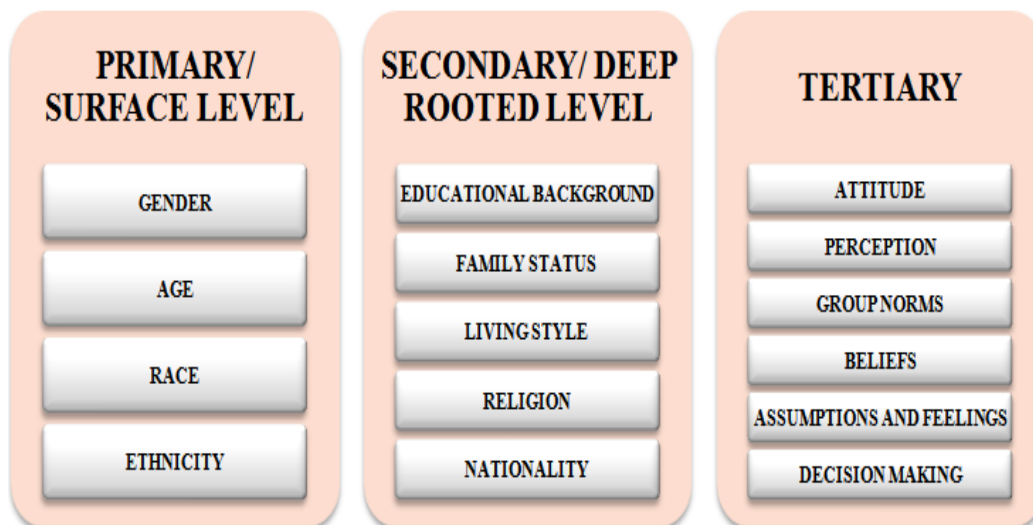 PRIMARY/
SURFACE LEVEL
GENDER
AGE
RACE
ETHNICITY
SECONDARY/ DEEP
ROOTED LEVEL
EDUCATIONAL BACKGROUND
FAMILY STATUS
LIVING STYLE
RELIGION
NATIONALITY
TERTIARY
ATTITUDE
PERCEPTION
GROUP NORMS
BELIEFS
ASSUMPTIONS AND FEELINGS
DECISION MAKING